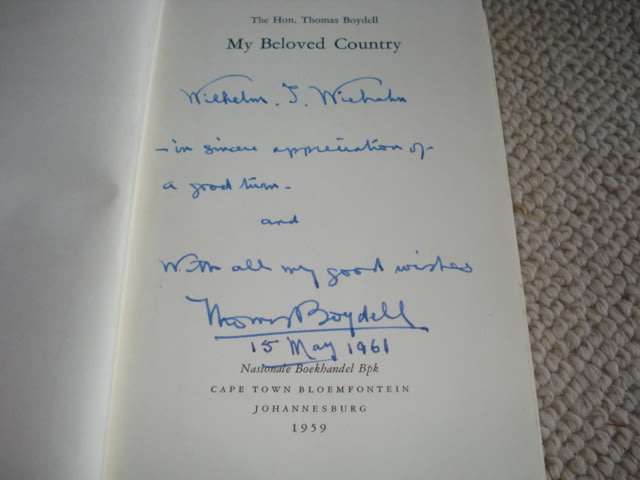 The Hon. Thomas Boydell
My Beloved Country
Wilhelm. J. Wiehahn
- in sincere appreciation of
a good turn -
and
With all my good wishes
Thomas Boydell
15 May 1961
Nasionale Boekhandel Bpk
CAPE TOWN BLOEMFONTEIN
JOHANNESBURG
1959